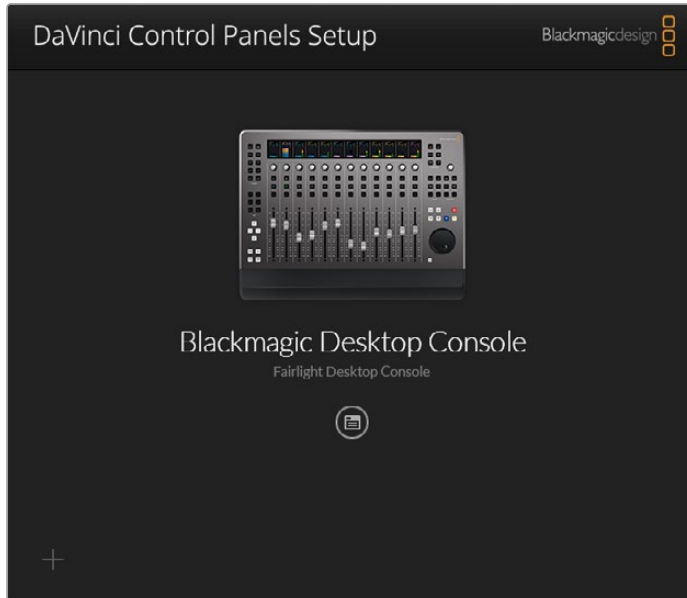 DaVinci Control Panels Setup
Blackmagicdesign
Blackmagic Desktop Console
Fairlight Desktop Console